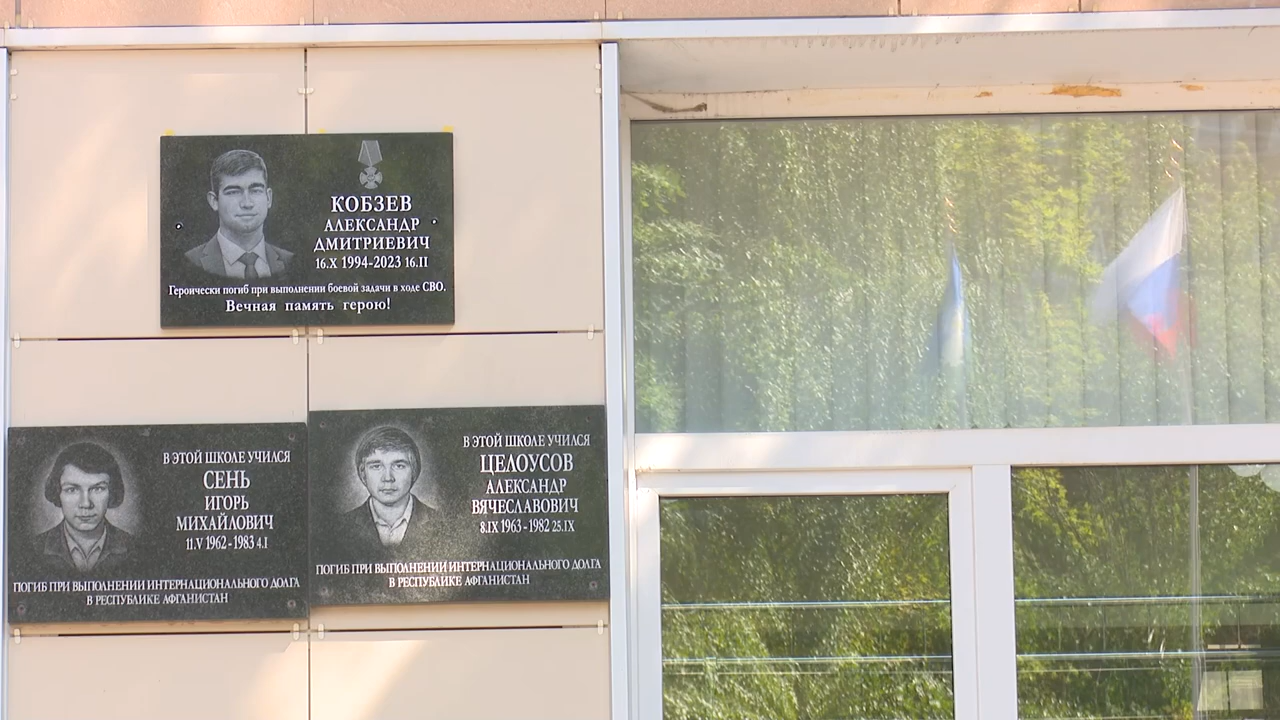 КОБЗЕВ
АЛЕКСАНДР
ДМИТРИЕВИЧ
16.X 1994-2023 16.II
Героически погиб при выполнении боевой задачи в ходе СВО.
Вечная память герою!
В ЭТОЙ ШКОЛЕ УЧИЛСЯ
СЕНЬ
ИГОРЬ
МИХАЙЛОВИЧ
11.V 1962-1983 4.I
ПОГИБ ПРИ ВЫПОЛНЕНИИ ИНТЕРНАЦИОНАЛЬНОГО ДОЛГА
В РЕСПУБЛИКЕ АФГАНИСТАН
В ЭТОЙ ШКОЛЕ УЧИЛСЯ
ЦЕЛОУСОВ
АЛЕКСАНДР
ВЯЧЕСЛАВОВИЧ
8.IX 1963-1982 25.IX
ПОГИБ ПРИ ВЫПОЛНЕНИИ ИНТЕРНАЦИОНАЛЬНОГО ДОЛГА
В РЕСПУБЛИКЕ АФГАНИСТАН